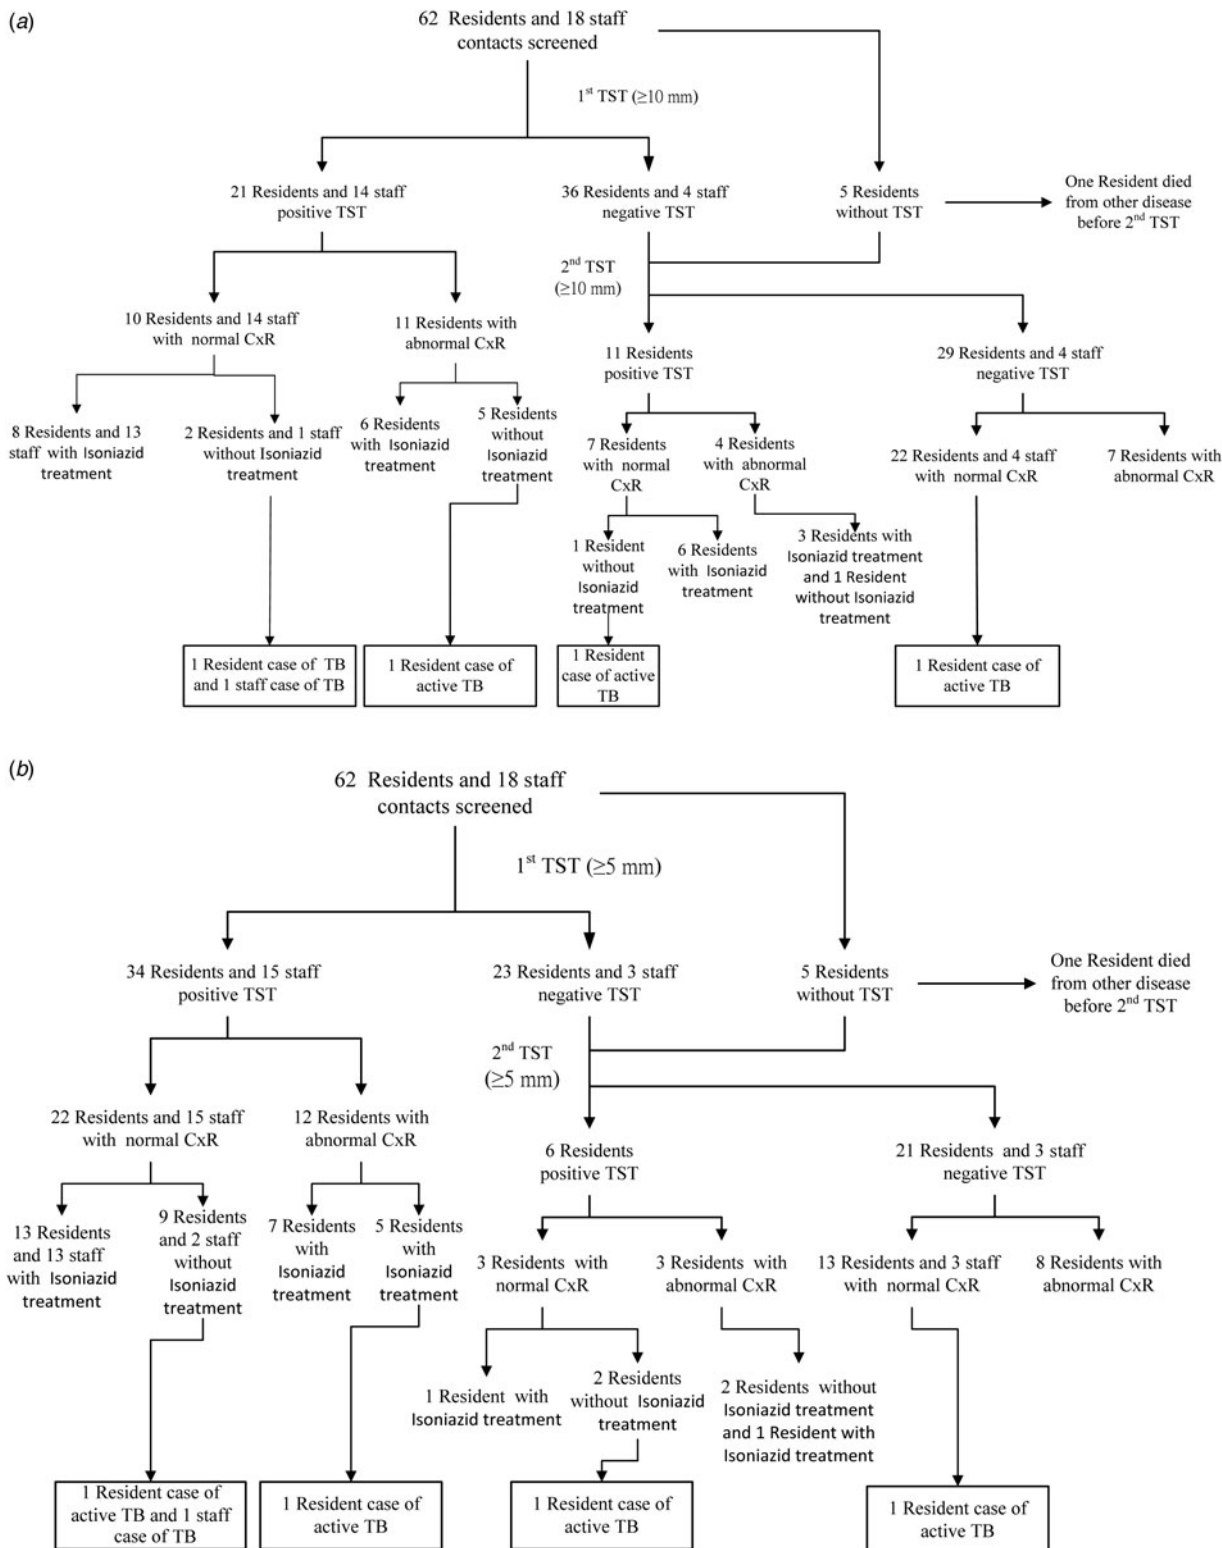 (a)
62 Residents and 18 staff
contacts screened
1st TST (≥10 mm)
21 Residents and 14 staff
positive TST
36 Residents and 4 staff
negative TST
5 Residents
without TST
One Resident died
from other disease
before 2nd TST
2nd TST
(≥10 mm)
10 Residents and 14 staff
with normal CxR
11 Residents with
abnormal CxR
11 Residents
positive TST
29 Residents and 4 staff
negative TST
8 Residents and 13
staff with Isoniazid
treatment
2 Residents and 1 staff
without Isoniazid
treatment
6 Residents
with Isoniazid
treatment
5 Residents
without
Isoniazid
treatment
7 Residents
with normal
CxR
4 Residents
with abnormal
CxR
22 Residents and 4 staff
with normal CxR
7 Residents with
abnormal CxR
1 Resident
without
Isoniazid
treatment
6 Residents
with Isoniazid
treatment
3 Residents with
Isoniazid treatment
and 1 Resident
without Isoniazid
treatment
1 Resident case of TB
and 1 staff case of TB
1 Resident case of
active TB
1 Resident
case of active
TB
1 Resident case of
active TB
(b)
62 Residents and 18 staff
contacts screened
1st TST (≥5 mm)
34 Residents and 15 staff
positive TST
23 Residents and 3 staff
negative TST
5 Residents
without TST
One Resident died
from other disease
before 2nd TST
2nd TST
(≥5 mm)
22 Residents and 15 staff
with normal CxR
12 Residents with
abnormal CxR
6 Residents
positive TST
21 Residents and 3 staff
negative TST
13 Residents
and 13 staff
with Isoniazid
treatment
9 Residents
and 2 staff
without
Isoniazid
treatment
7 Residents
with
Isoniazid
treatment
5 Residents
with
Isoniazid
treatment
3 Residents with
normal CxR
3 Residents with
abnormal CxR
13 Residents and 3 staff
with normal CxR
8 Residents with
abnormal CxR
1 Resident with
Isoniazid treatment
2 Residents
without Isoniazid
treatment
2 Residents without
Isoniazid treatment
and 1 Resident with
Isoniazid treatment
1 Resident case of
active TB and 1 staff
case of TB
1 Resident case of
active TB
1 Resident case of
active TB
1 Resident case of
active TB